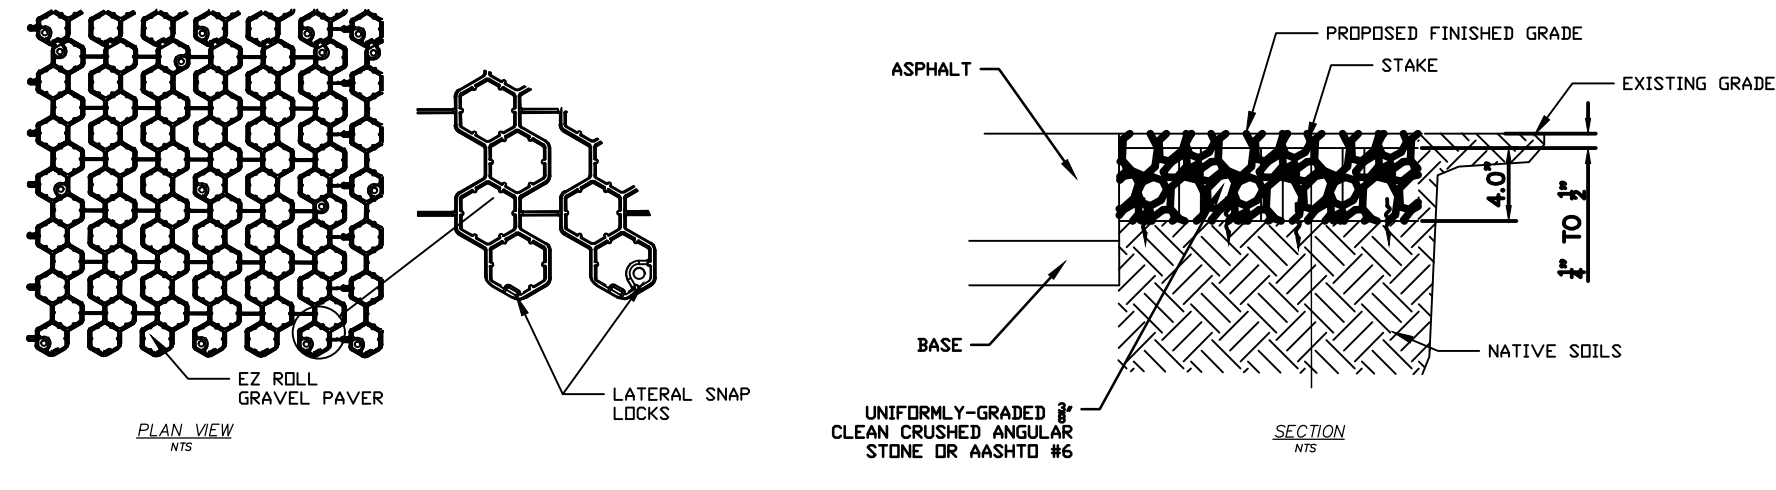 EZ ROLL
GRAVEL PAVER
PLAN VIEW
NTS
LATERAL SNAP
LOCKS
PROPOSED FINISHED GRADE
ASPHALT
STAKE
EXISTING GRADE
4.0"
1/4" TO 1/2"
BASE
NATIVE SOILS
UNIFORMLY-GRADED 3/8"
CLEAN CRUSHED ANGULAR
STONE OR AASHTO #6
SECTION
NTS